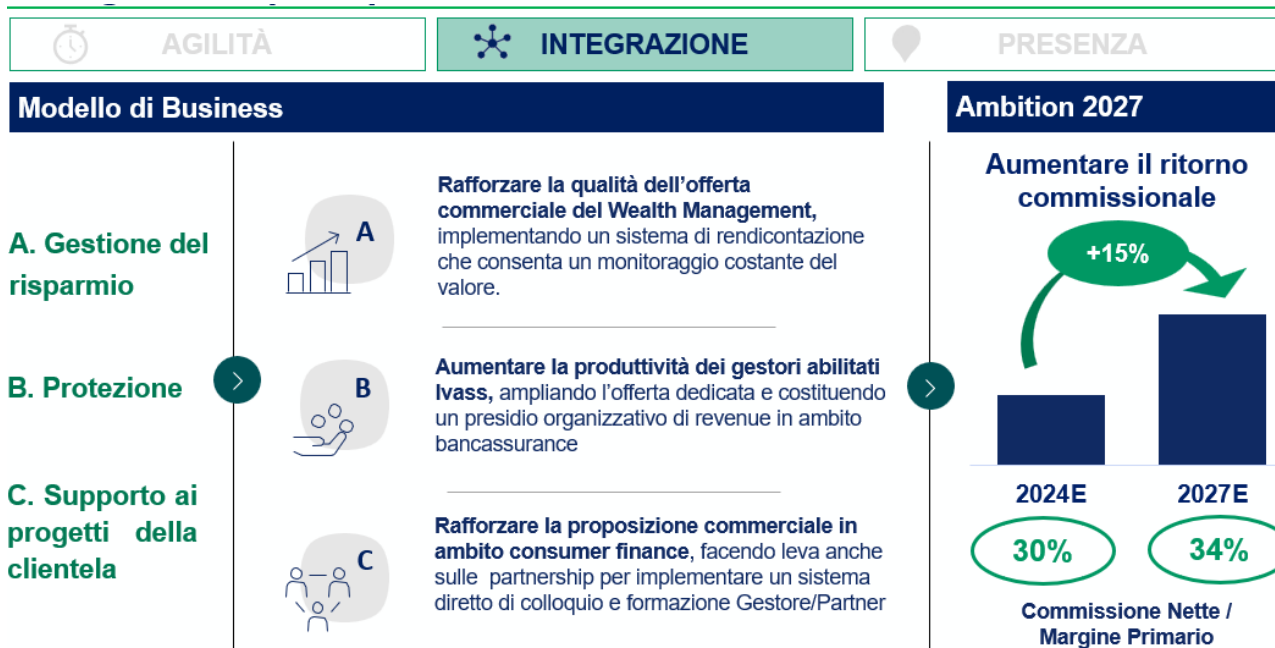 AGILITÀ
INTEGRAZIONE
PRESENZA
Modello di Business
Ambition 2027
A. Gestione del
risparmio
B. Protezione
C. Supporto ai
progetti della
clientela
A
Rafforzare la qualità dell’offerta
commerciale del Wealth Management,
implementando un sistema di rendicontazione
che consenta un monitoraggio costante del
valore.
B
Aumentare la produttività dei gestori abilitati
Ivass, ampliando l’offerta dedicata e costituendo
un presidio organizzativo di revenue in ambito
bancassurance
C
Rafforzare la proposizione commerciale in
ambito consumer finance, facendo leva anche
sulle partnership per implementare un sistema
diretto di colloquio e formazione Gestore/Partner
Aumentare il ritorno
commissionale
+15%
2024E 2027E
30% 34%
Commissione Nette /
Margine Primario